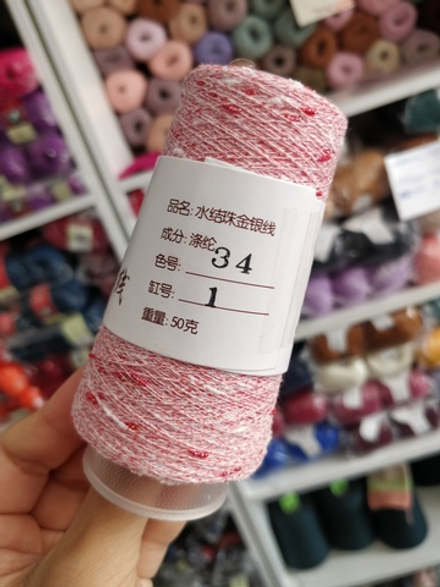 品名: 水结珠金银线
成分: 涤纶
色号: 34
缸号: 1
重量: 50克
线